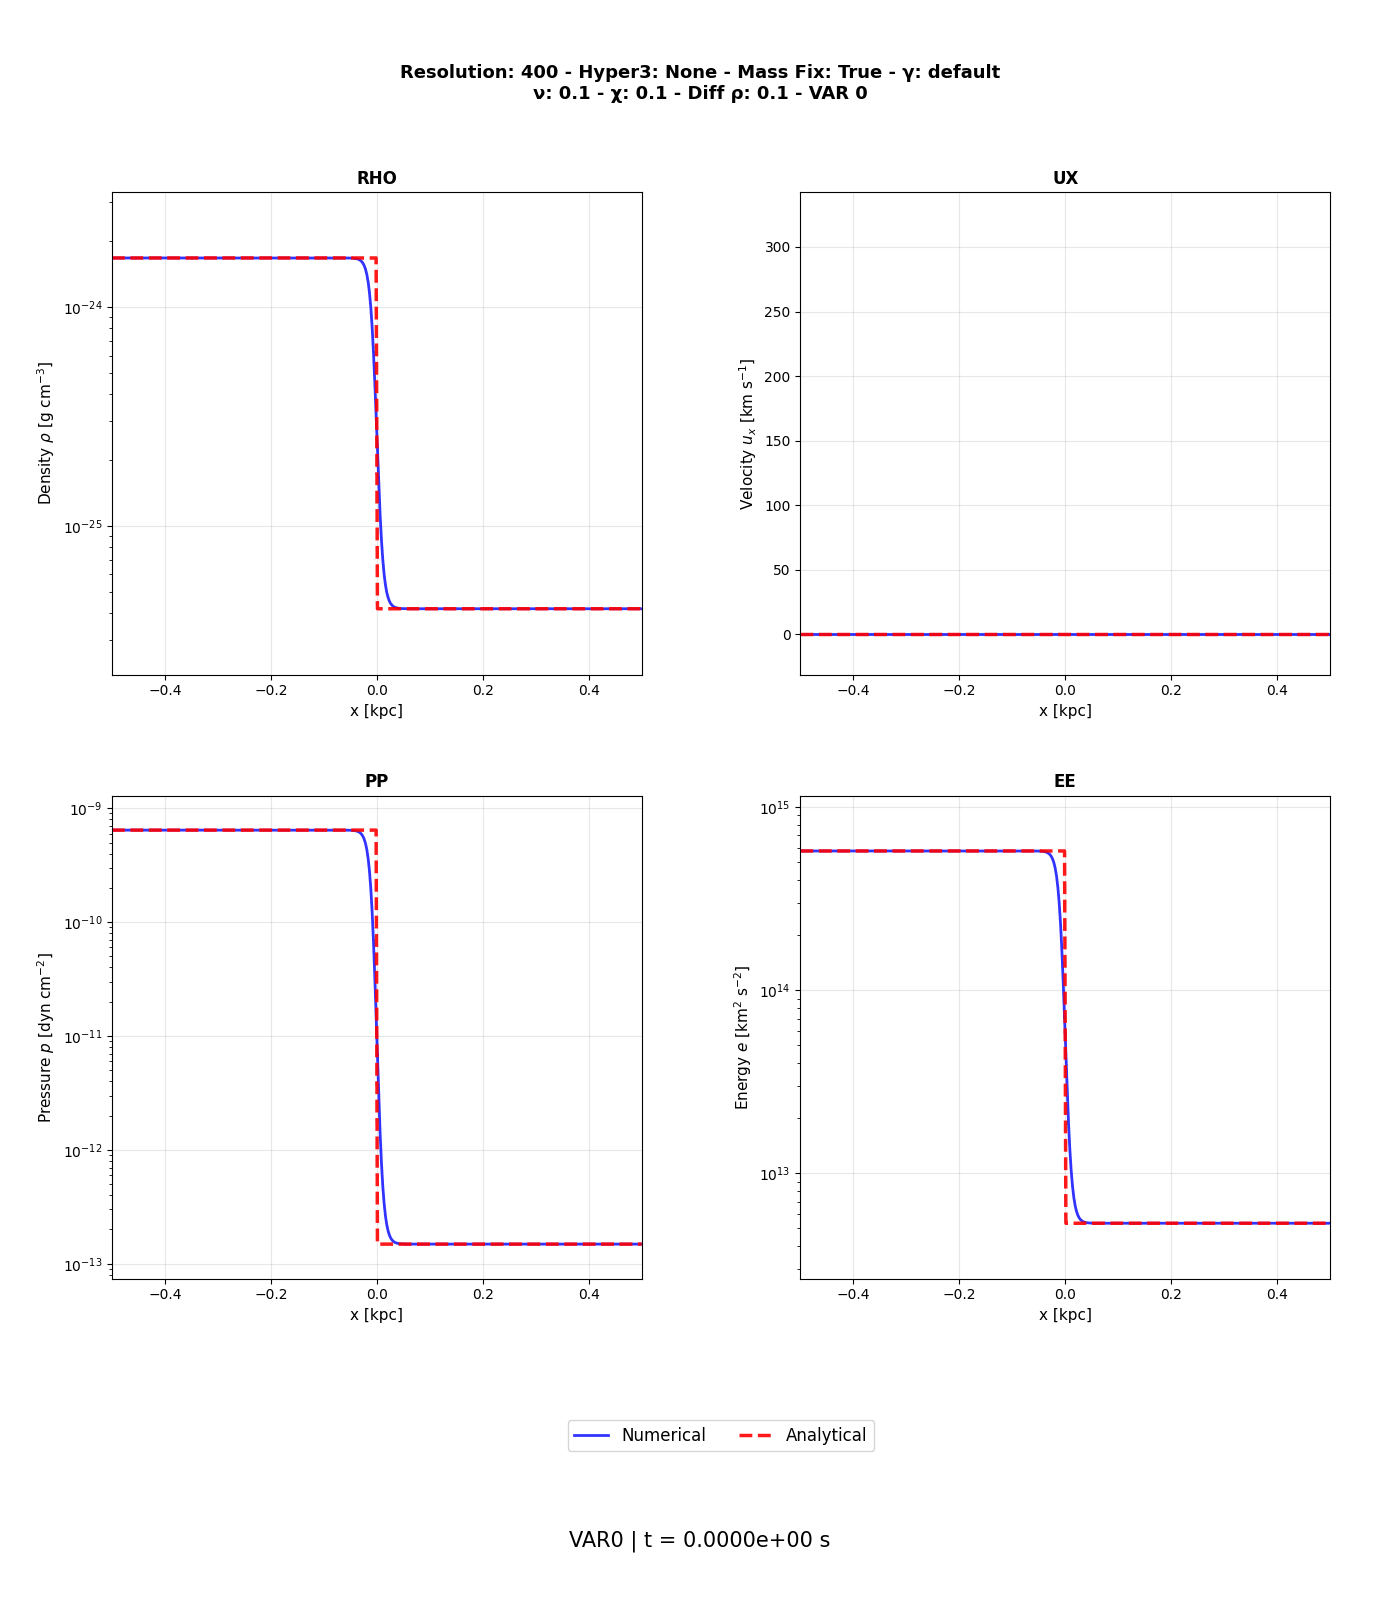 Resolution: 400 - Hyper3: None - Mass Fix: True - γ: default
ν: 0.1 - χ: 0.1 - Diff ρ: 0.1 - VAR 0
RHO
Density ρ [g cm⁻³]
10⁻²⁴
10⁻²⁵
−0.4 −0.2 0.0 0.2 0.4
x [kpc]
UX
Velocity uₓ [km s⁻¹]
300
250
200
150
100
50
0
−0.4 −0.2 0.0 0.2 0.4
x [kpc]
PP
Pressure p [dyn cm⁻²]
10⁻⁹
10⁻¹⁰
10⁻¹¹
10⁻¹²
10⁻¹³
−0.4 −0.2 0.0 0.2 0.4
x [kpc]
EE
Energy e [km² s⁻²]
10¹⁵
10¹⁴
10¹³
−0.4 −0.2 0.0 0.2 0.4
x [kpc]
Numerical Analytical
VAR0 | t = 0.0000e+00 s